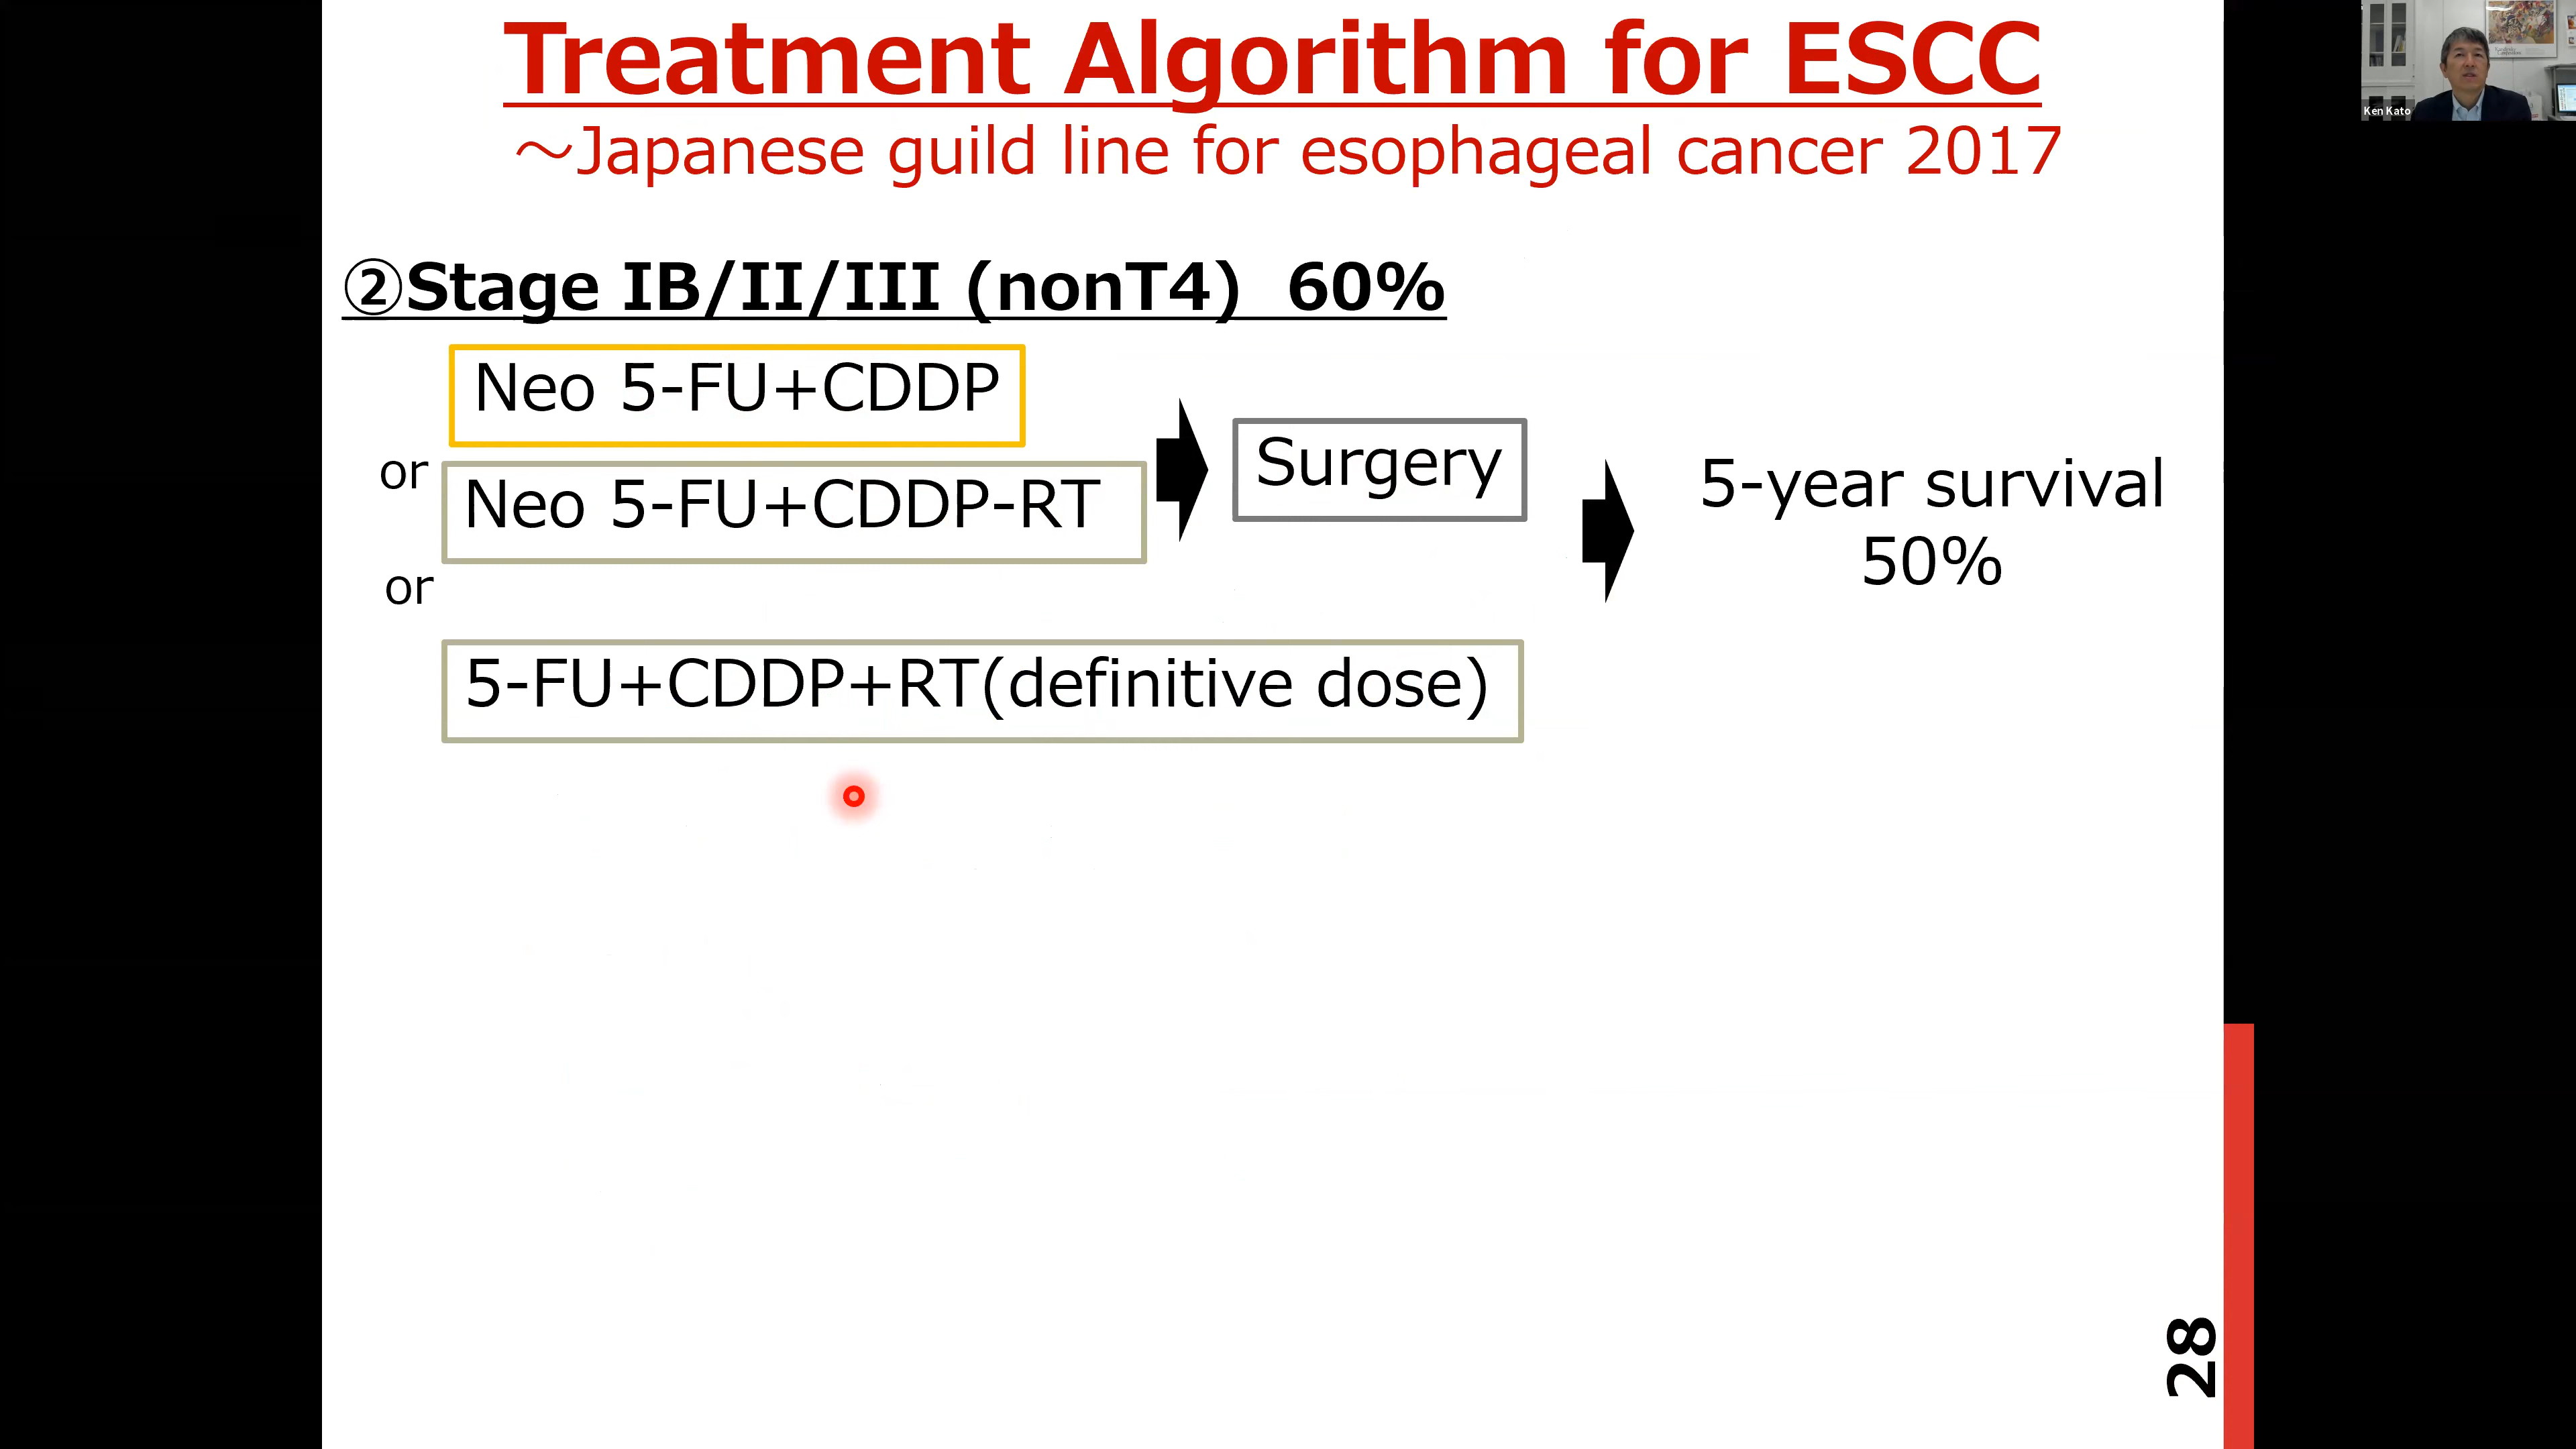 Treatment Algorithm for ESCC
～Japanese guild line for esophageal cancer 2017
②Stage IB/II/III (nonT4) 60%
Neo 5-FU+CDDP
or
Neo 5-FU+CDDP-RT
Surgery
or
5-FU+CDDP+RT(definitive dose)
5-year survival
50%
28
Ken Kato